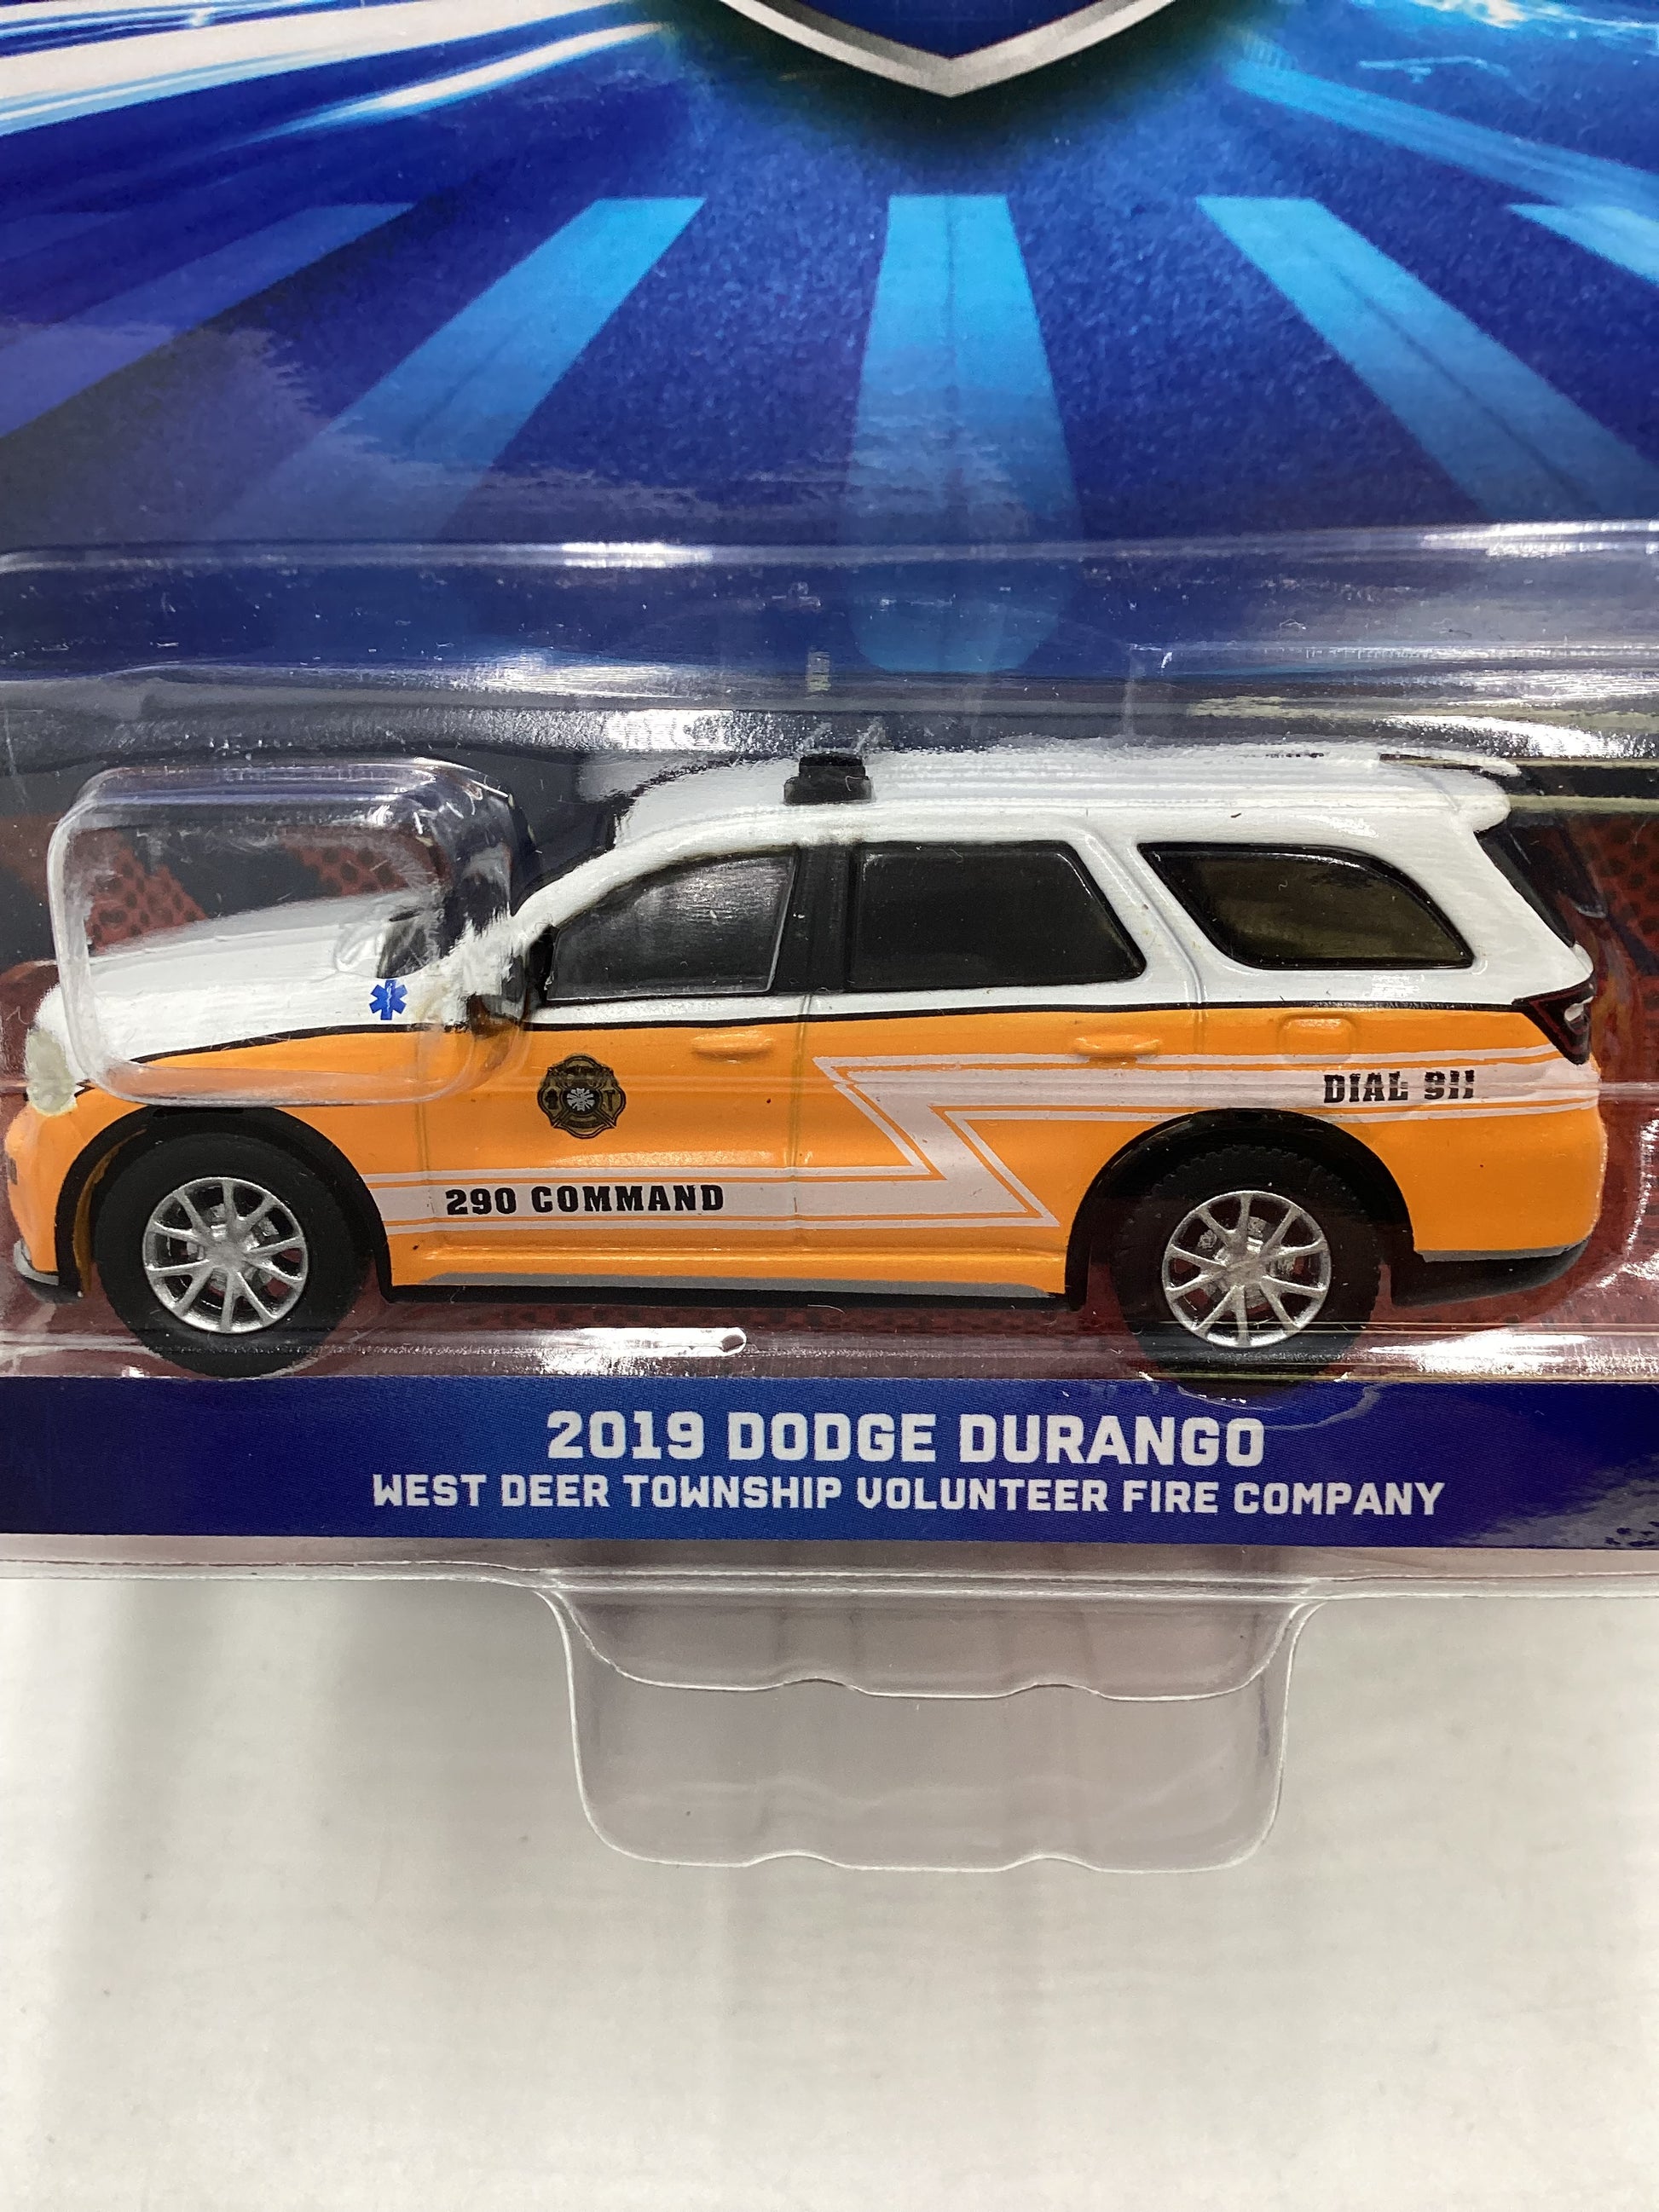 DIAL 911
290 COMMAND
2019 DODGE DURANGO
WEST DEER TOWNSHIP VOLUNTEER FIRE COMPANY